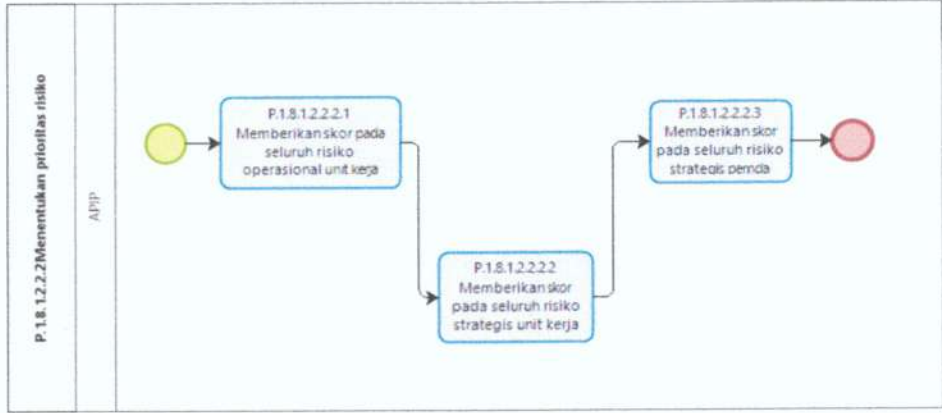 P.1.8.1.2.2.2Menentukan prioritas risiko
APIP
P.1.8.1.2.2.2.1
Memberikan skor pada
seluruh risiko
operasional unit kerja
P.1.8.1.2.2.2.2
Memberikan skor
pada seluruh risiko
strategis unit kerja
P.1.8.1.2.2.2.3
Memberikan skor
pada seluruh risiko
strategis pemda